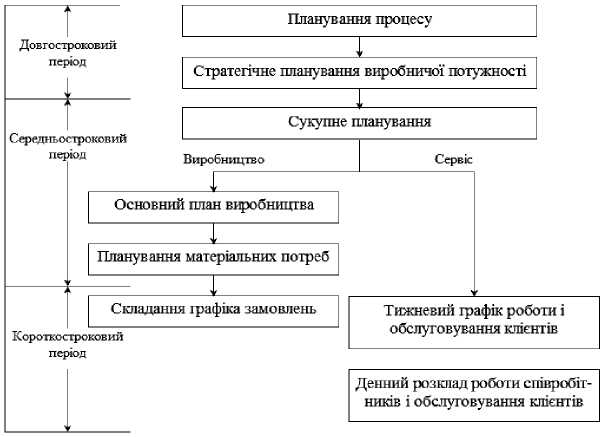 Планування процесу
Довгостроковий
період
Стратегічне планування виробничої потужності
Сукупне планування
Середньостроковий
період
Виробництво
Сервіс
Основний план виробництва
Планування матеріальних потреб
Складання графіка замовлень
Тижневий графік роботи і
обслуговування клієнтів
Короткостроковий
період
Денний розклад роботи співробіт-
ників і обслуговування клієнтів